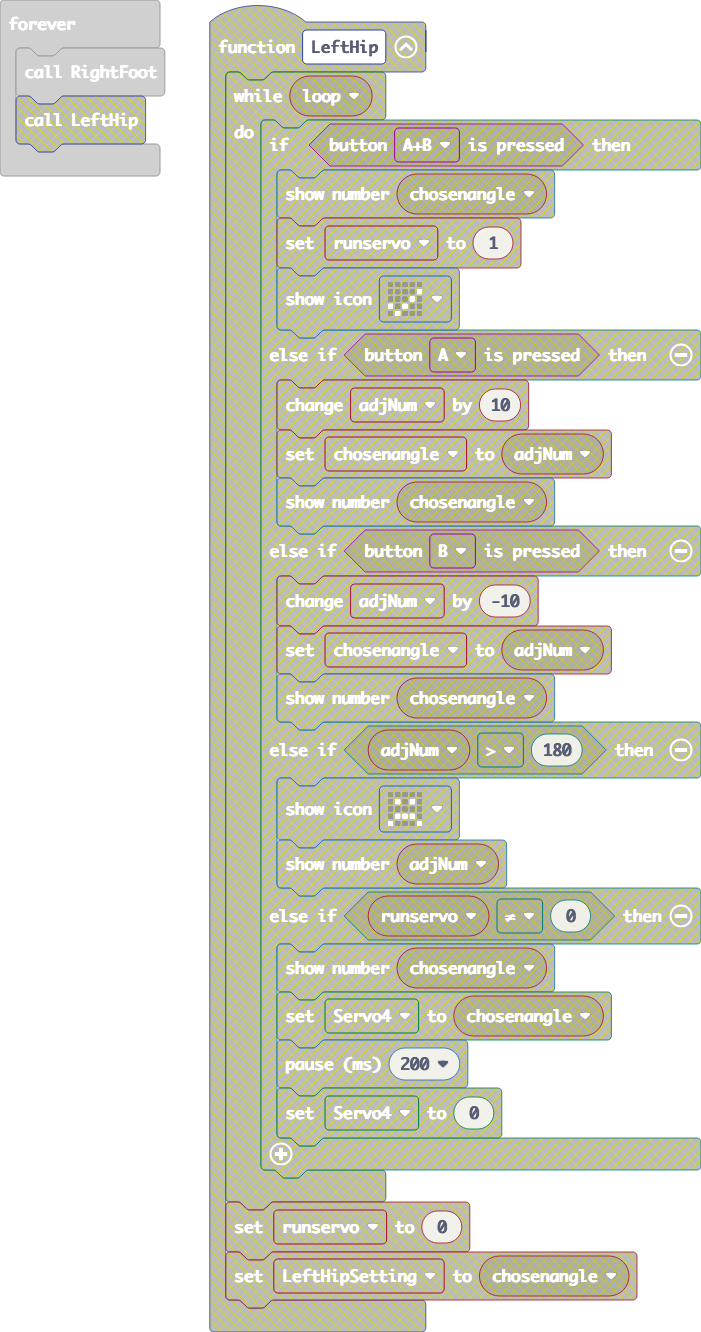 forever
call RightFoot
call LeftHip
function LeftHip
while loop
do
if button A+B is pressed then
show number chosenangle
set runservo to 1
show icon
else if button A is pressed then
change adjNum by 10
set chosenangle to adjNum
show number chosenangle
else if button B is pressed then
change adjNum by -10
set chosenangle to adjNum
show number chosenangle
else if adjNum > 180 then
show icon
show number adjNum
else if runservo ≠ 0 then
show number chosenangle
set Servo4 to chosenangle
pause (ms) 200
set Servo4 to 0
set runservo to 0
set LeftHipSetting to chosenangle